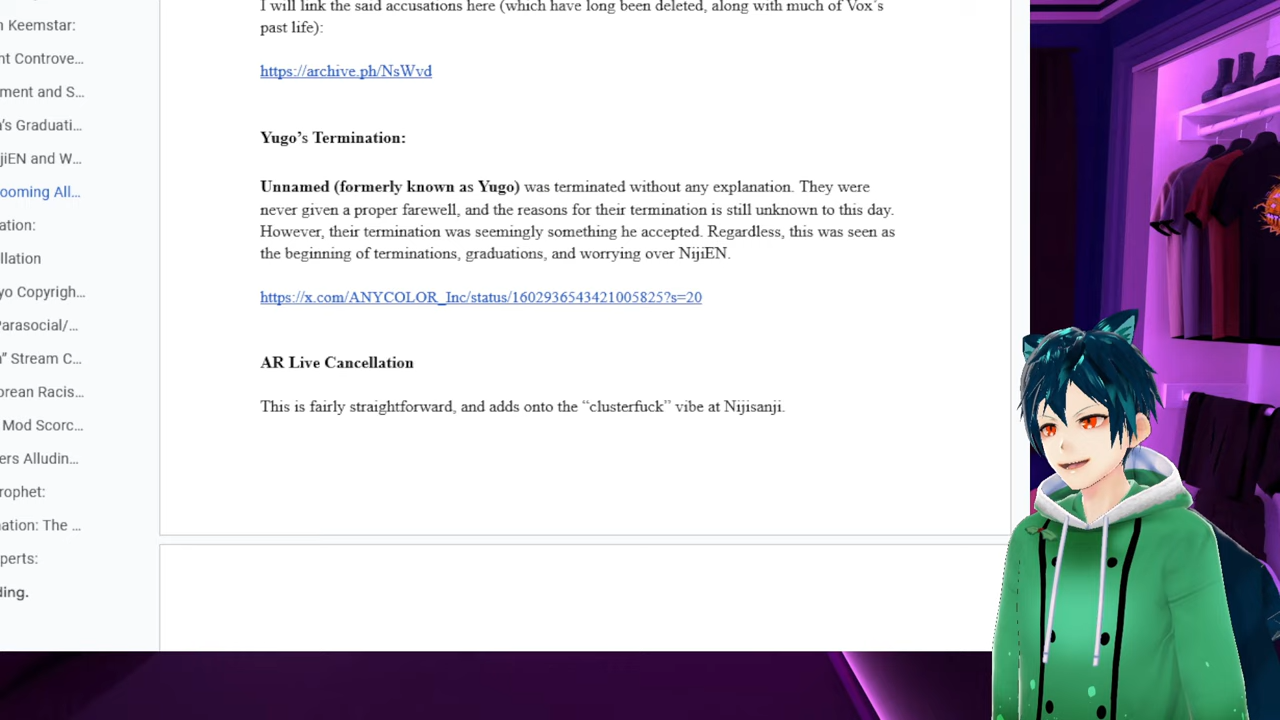 n Keemstar:
nt Controve...
ment and S...
n's Graduati...
jiEN and W...
ooming All...
ation:
llation
yo Copyrigh...
Parasocial/...
n" Stream C...
orean Racis...
Mod Scorc...
ers Alludin...
rophet:
nation: The ...
perts:
ding.
I will link the said accusations here (which have long been deleted, along with much of Vox's
past life):
https://archive.ph/NsWvd
Yugo's Termination:
Unnamed (formerly known as Yugo) was terminated without any explanation. They were
never given a proper farewell, and the reasons for their termination is still unknown to this day.
However, their termination was seemingly something he accepted. Regardless, this was seen as
the beginning of terminations, graduations, and worrying over NijiEN.
https://x.com/ANYCOLOR_Inc/status/1602936543421005825?s=20
AR Live Cancellation
This is fairly straightforward, and adds onto the “clusterfuck” vibe at Nijisanji.